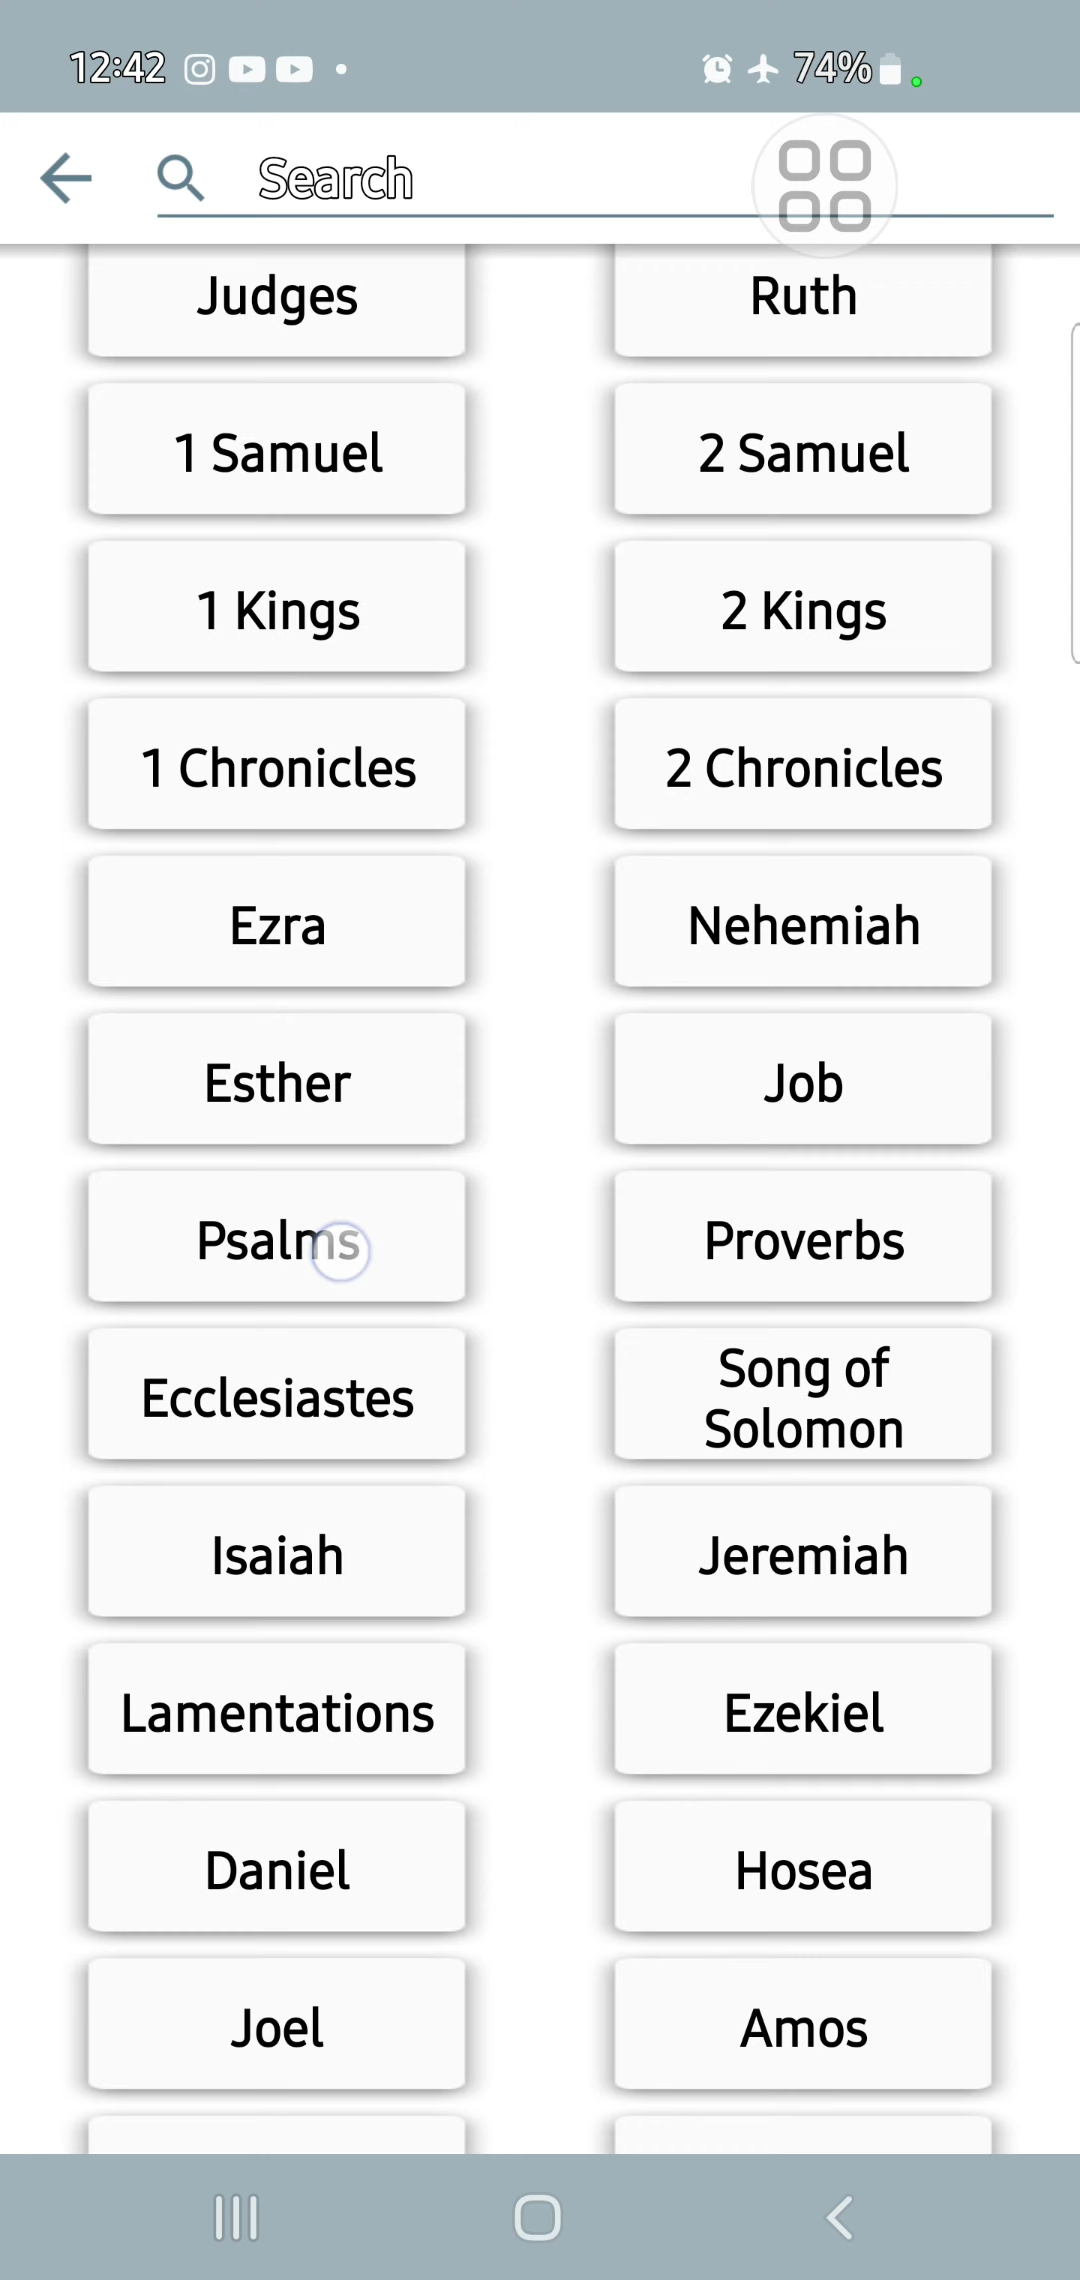 12:42
74%
Search
Judges
Ruth
1 Samuel
2 Samuel
1 Kings
2 Kings
1 Chronicles
2 Chronicles
Ezra
Nehemiah
Esther
Job
Psalms
Proverbs
Ecclesiastes
Song of
Solomon
Isaiah
Jeremiah
Lamentations
Ezekiel
Daniel
Hosea
Joel
Amos